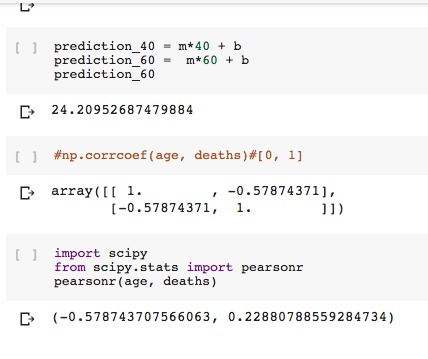 [ ] prediction_40 = m*40 + b
prediction_60 =  m*60 + b
prediction_60
24.20952687479884
[ ] #np.corrcoef(age, deaths)#[0, 1]
array([[ 1.        , -0.57874371],
[-0.57874371,  1.        ]])
[ ] import scipy
from scipy.stats import pearsonr
pearsonr(age, deaths)
(-0.578743707566063, 0.22880788559284734)